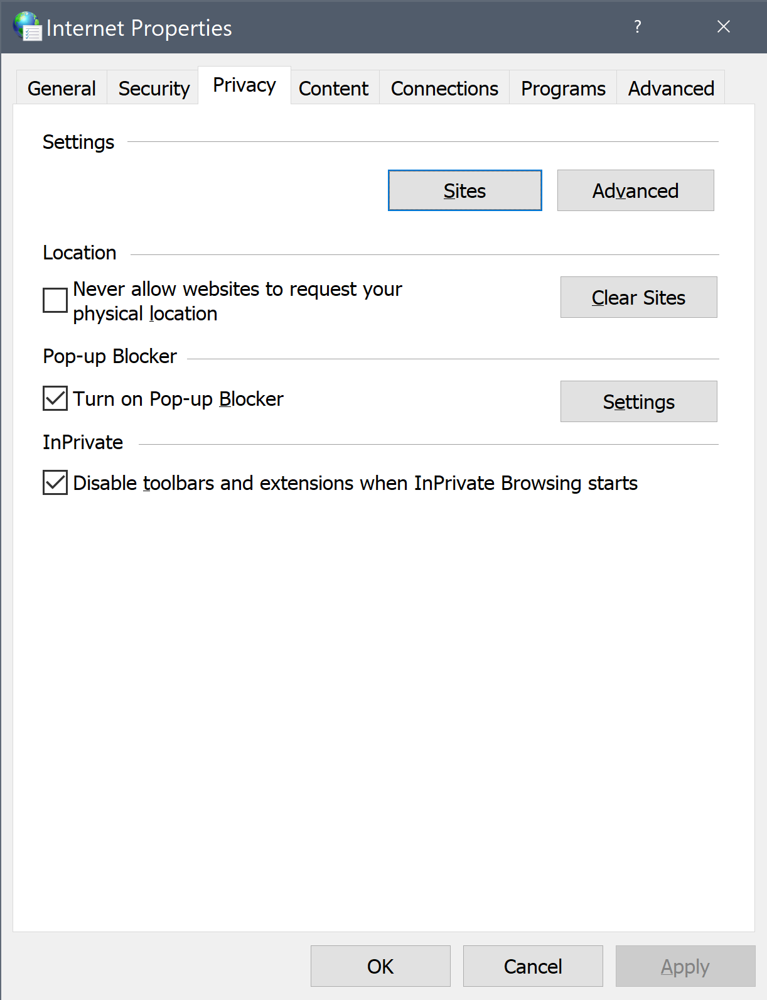 Internet Properties
?
General Security Privacy Content Connections Programs Advanced
Settings
Sites Advanced
Location
Never allow websites to request your
physical location
Clear Sites
Pop-up Blocker
Turn on Pop-up Blocker
Settings
InPrivate
Disable toolbars and extensions when InPrivate Browsing starts
OK Cancel Apply